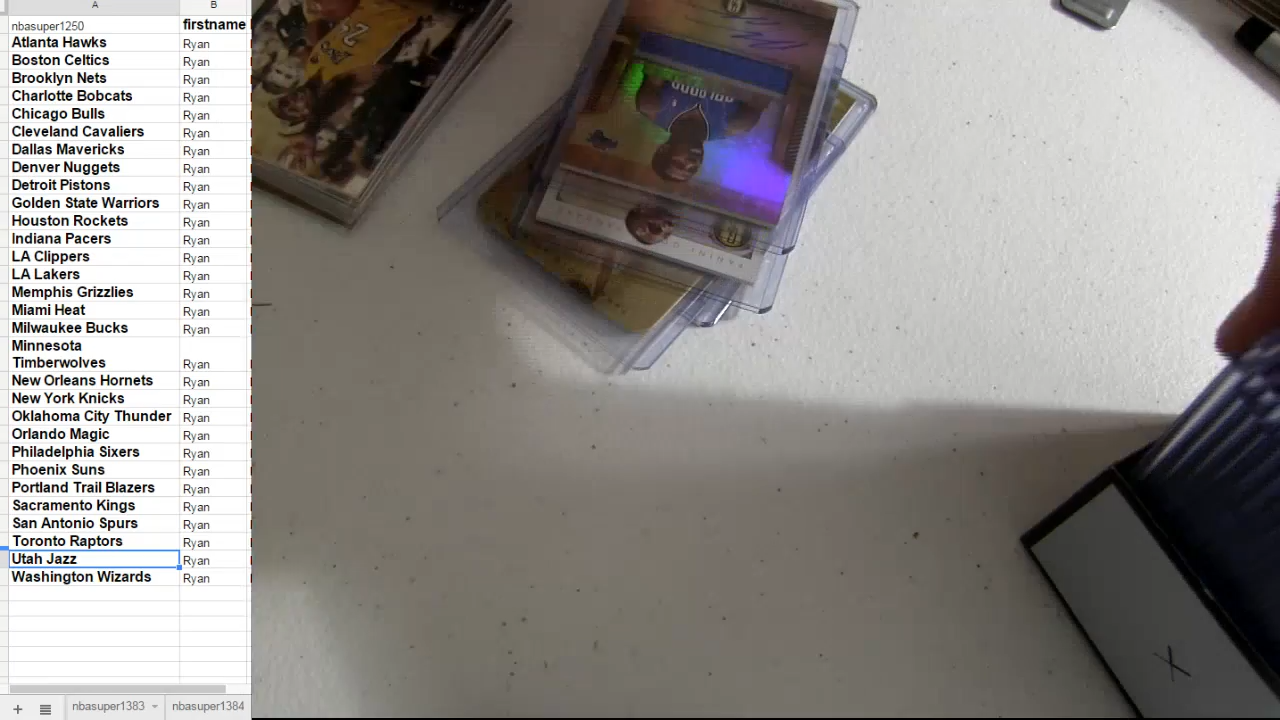 A B
nbasuper1250 firstname
Atlanta Hawks Ryan
Boston Celtics Ryan
Brooklyn Nets Ryan
Charlotte Bobcats Ryan
Chicago Bulls Ryan
Cleveland Cavaliers Ryan
Dallas Mavericks Ryan
Denver Nuggets Ryan
Detroit Pistons Ryan
Golden State Warriors Ryan
Houston Rockets Ryan
Indiana Pacers Ryan
LA Clippers Ryan
LA Lakers Ryan
Memphis Grizzlies Ryan
Miami Heat Ryan
Milwaukee Bucks Ryan
Minnesota
Timberwolves Ryan
New Orleans Hornets Ryan
New York Knicks Ryan
Oklahoma City Thunder Ryan
Orlando Magic Ryan
Philadelphia Sixers Ryan
Phoenix Suns Ryan
Portland Trail Blazers Ryan
Sacramento Kings Ryan
San Antonio Spurs Ryan
Toronto Raptors Ryan
Utah Jazz Ryan
Washington Wizards Ryan
nbasuper1383 nbasuper1384
X